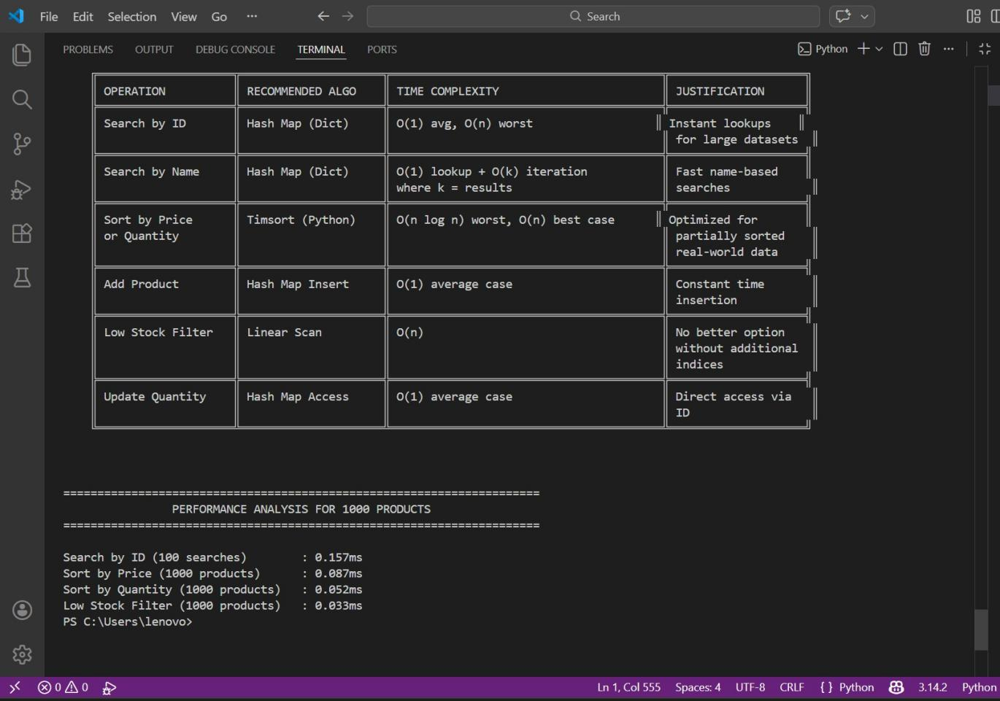 File Edit Selection View Go ··· Search
PROBLEMS OUTPUT DEBUG CONSOLE TERMINAL PORTS Python
OPERATION RECOMMENDED ALGO TIME COMPLEXITY JUSTIFICATION
Search by ID Hash Map (Dict) O(1) avg, O(n) worst Instant lookups
for large datasets
Search by Name Hash Map (Dict) O(1) lookup + O(k) iteration Fast name-based
where k = results searches
Sort by Price Timsort (Python) O(n log n) worst, O(n) best case Optimized for
or Quantity partially sorted
real-world data
Add Product Hash Map Insert O(1) average case Constant time
insertion
Low Stock Filter Linear Scan O(n) No better option
without additional
indices
Update Quantity Hash Map Access O(1) average case Direct access via
ID
======================================================================
PERFORMANCE ANALYSIS FOR 1000 PRODUCTS
======================================================================
Search by ID (100 searches) : 0.157ms
Sort by Price (1000 products) : 0.087ms
Sort by Quantity (1000 products) : 0.052ms
Low Stock Filter (1000 products) : 0.033ms
PS C:\Users\lenovo>
0 0 Ln 1, Col 555 Spaces: 4 UTF-8 CRLF { } Python 3.14.2 Python